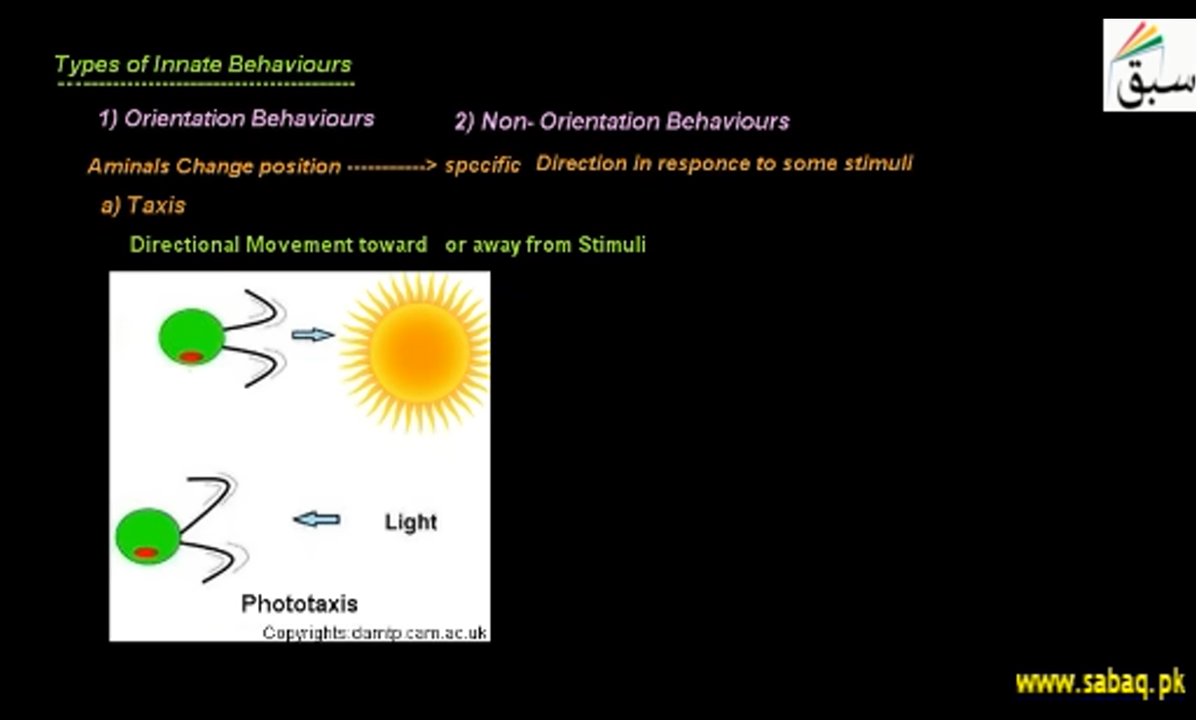 سبق
Types of Innate Behaviours
1) Orientation Behaviours 2) Non- Orientation Behaviours
Aminals Change position -----------> specific Direction in responce to some stimuli
a) Taxis
Directional Movement toward or away from Stimuli
Light
Phototaxis
Copyrights:damtp.cam.ac.uk
www.sabaq.pk